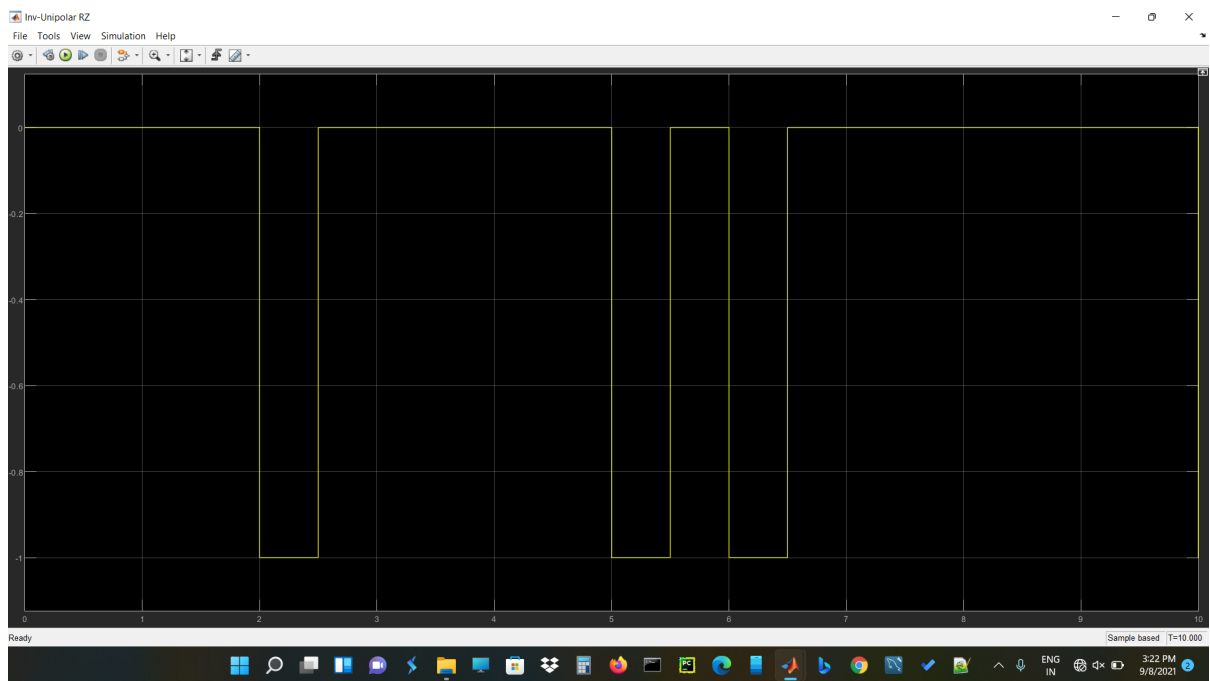 Inv-Unipolar RZ
File Tools View Simulation Help
0
-0.2
-0.4
-0.6
-0.8
-1
0 1 2 3 4 5 6 7 8 9 10
Ready Sample based T=10.000
PC
ENG
IN
3:22 PM
9/8/2021
2